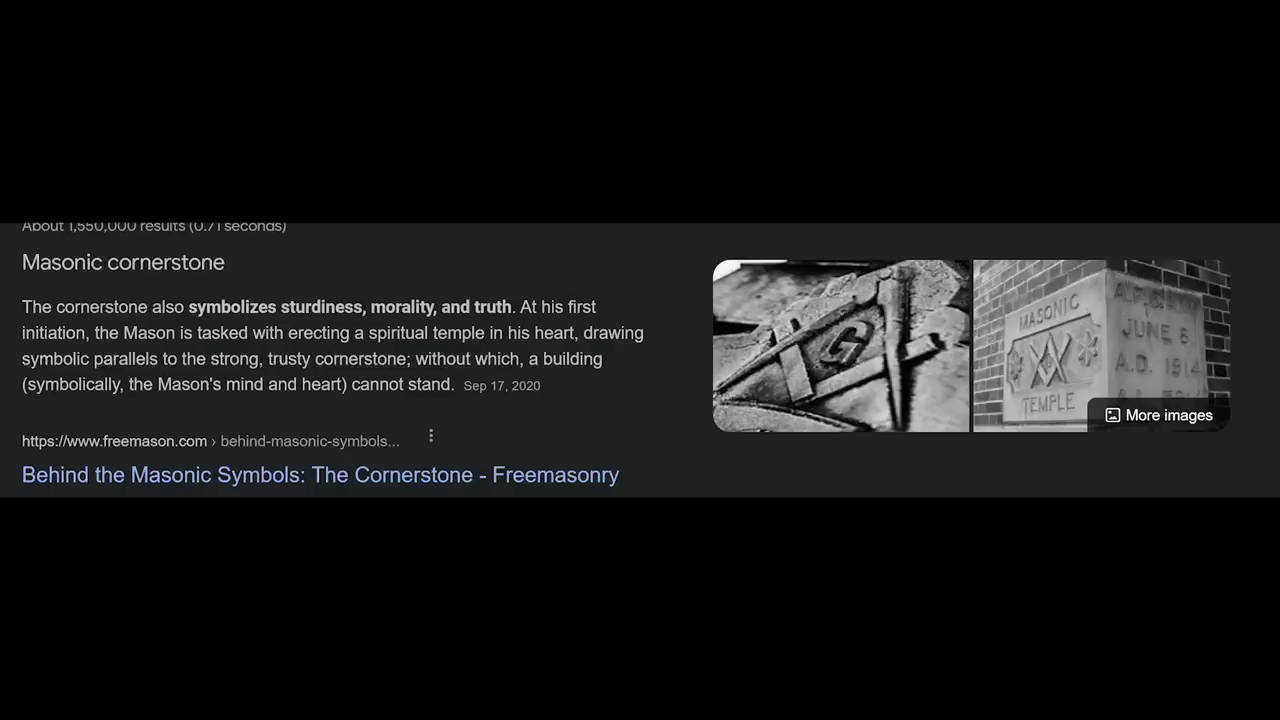 About 1,550,000 results (0.71 seconds)
Masonic cornerstone
The cornerstone also symbolizes sturdiness, morality, and truth. At his first
initiation, the Mason is tasked with erecting a spiritual temple in his heart, drawing
symbolic parallels to the strong, trusty cornerstone; without which, a building
(symbolically, the Mason's mind and heart) cannot stand. Sep 17, 2020
https://www.freemason.com › behind-masonic-symbols...
Behind the Masonic Symbols: The Cornerstone - Freemasonry
G
MASONIC
G
TEMPLE
JUNE 6
A.D. 1914
More images